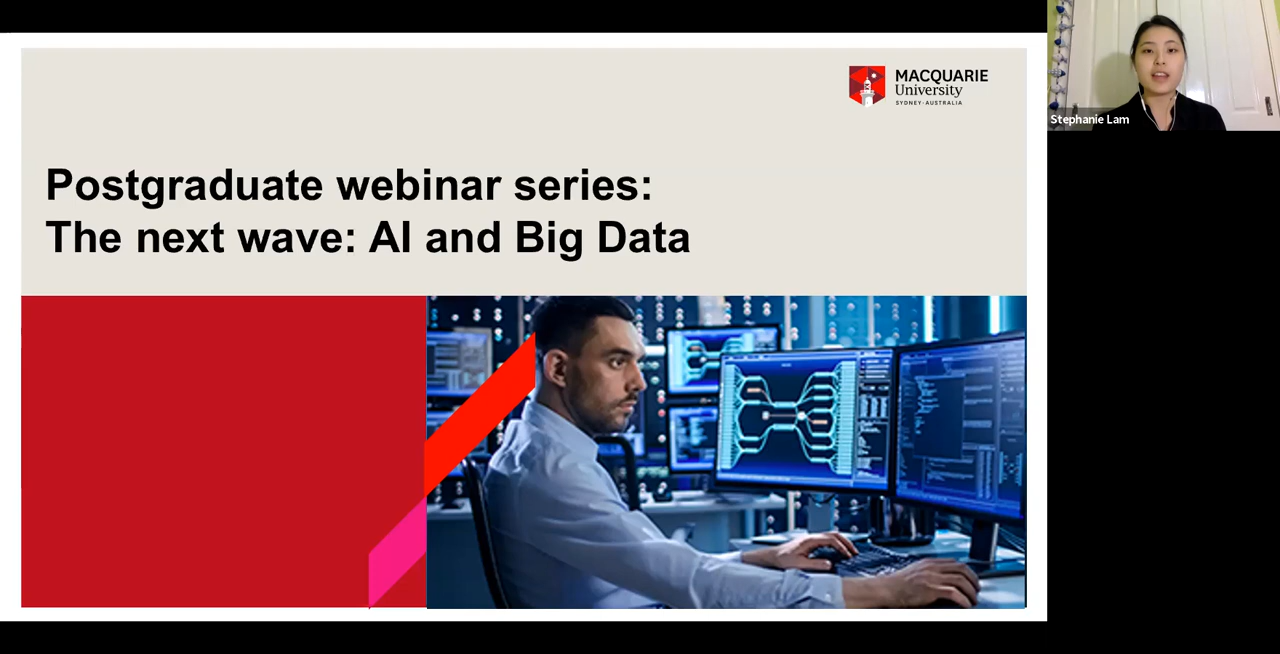 MACQUARIE
University
SYDNEY·AUSTRALIA
Stephanie Lam
Postgraduate webinar series:
The next wave: AI and Big Data